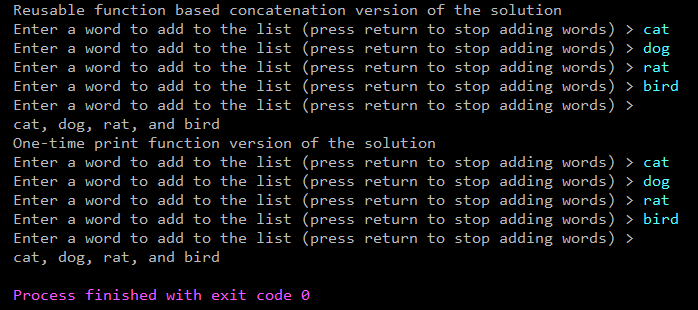 Reusable function based concatenation version of the solution
Enter a word to add to the list (press return to stop adding words) > cat
Enter a word to add to the list (press return to stop adding words) > dog
Enter a word to add to the list (press return to stop adding words) > rat
Enter a word to add to the list (press return to stop adding words) > bird
Enter a word to add to the list (press return to stop adding words) >
cat, dog, rat, and bird
One-time print function version of the solution
Enter a word to add to the list (press return to stop adding words) > cat
Enter a word to add to the list (press return to stop adding words) > dog
Enter a word to add to the list (press return to stop adding words) > rat
Enter a word to add to the list (press return to stop adding words) > bird
Enter a word to add to the list (press return to stop adding words) >
cat, dog, rat, and bird
Process finished with exit code 0